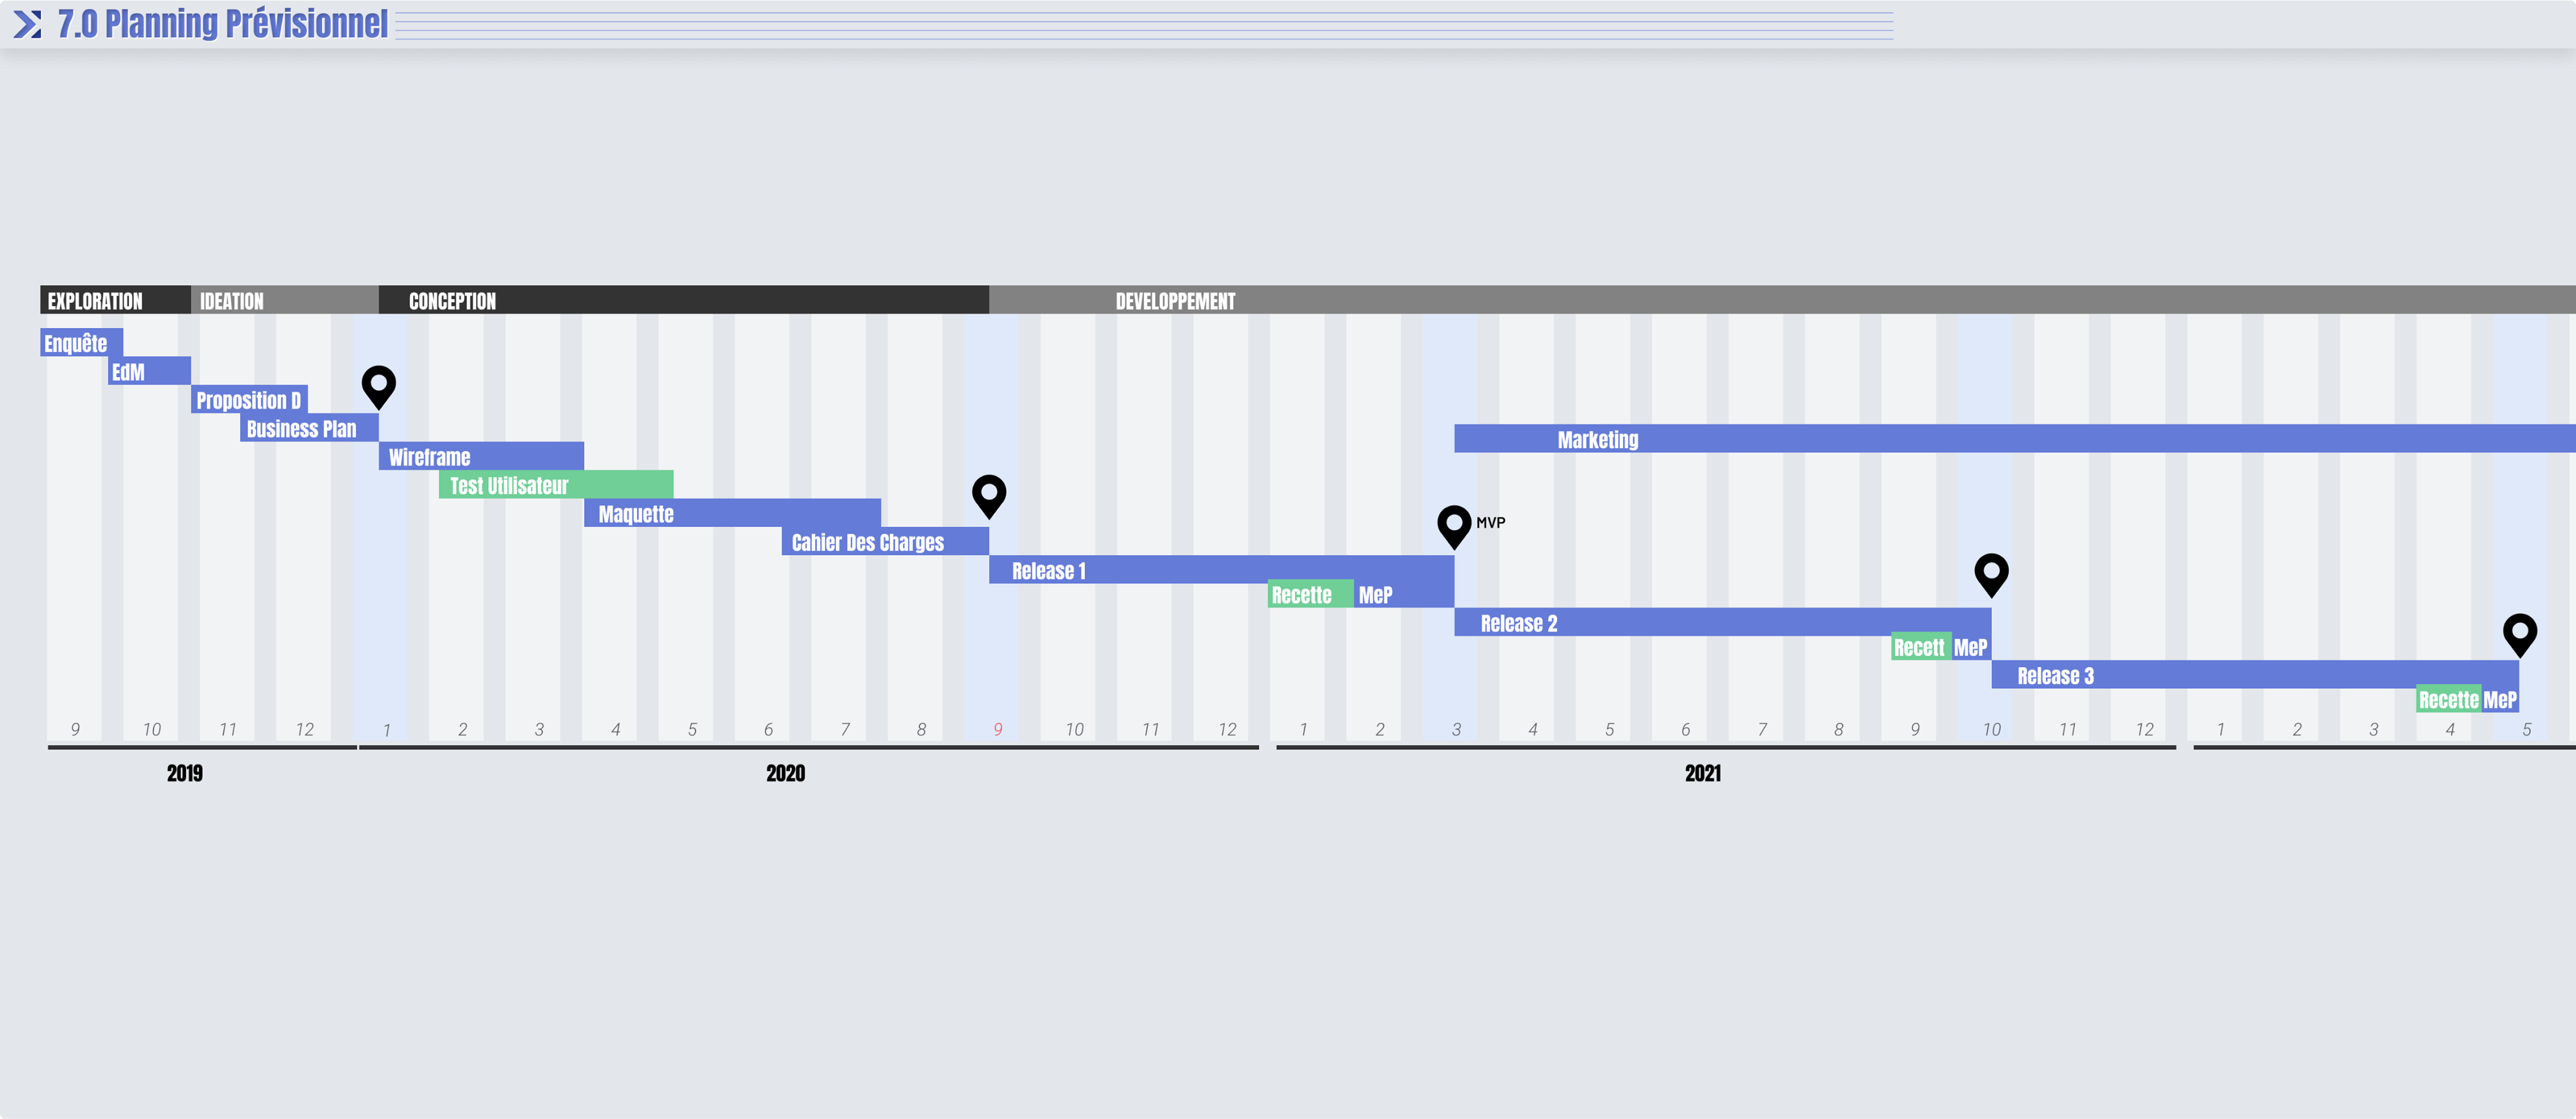 7.0 Planning Prévisionnel
EXPLORATION IDEATION CONCEPTION DEVELOPPEMENT
Enquête
EdM
Proposition D
Business Plan
Marketing
Wireframe
Test Utilisateur
Maquette
MVP
Cahier Des Charges
Release 1
Recette MeP
Release 2
Recett MeP
Release 3
Recette MeP
9 10 11 12 1 2 3 4 5 6 7 8 9 10 11 12 1 2 3 4 5 6 7 8 9 10 11 12 1 2 3 4 5
2019 2020 2021